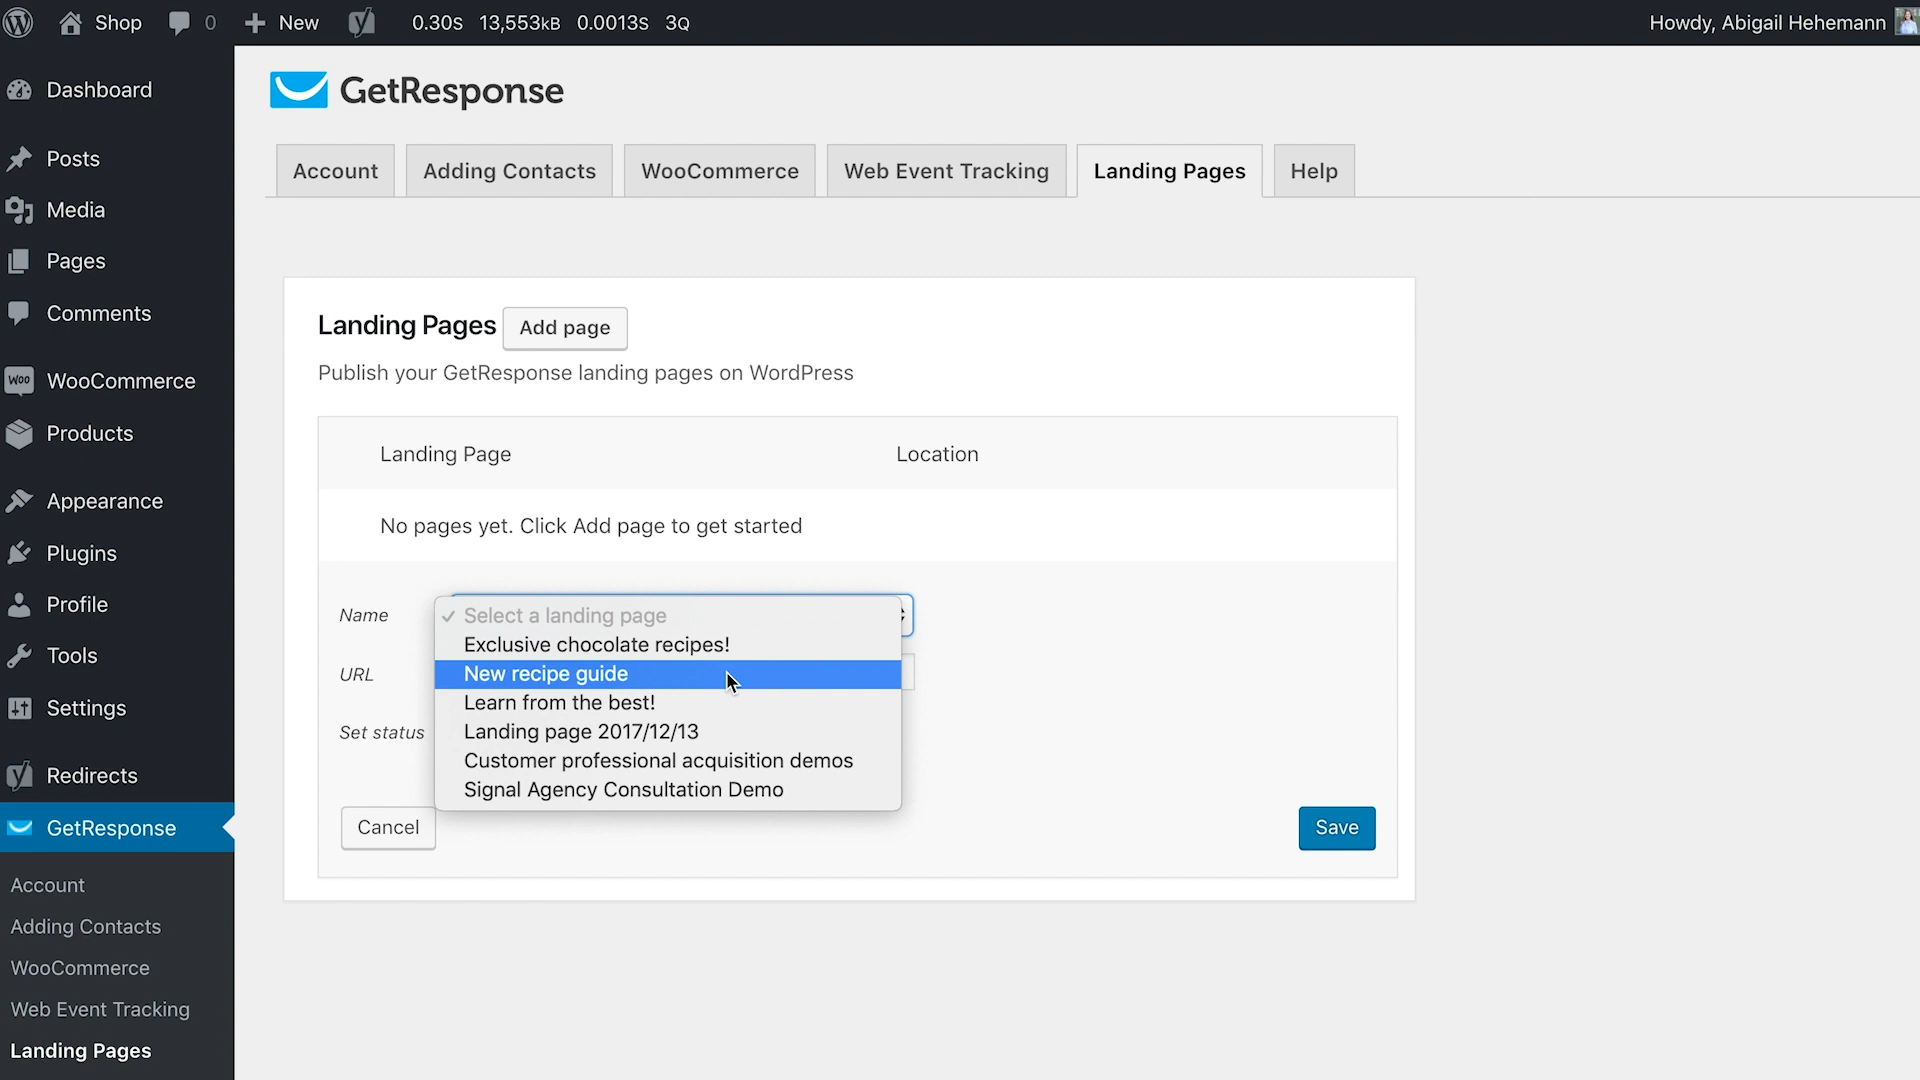 Shop 0 New 0.30S 13,553KB 0.0013S 3Q Howdy, Abigail Hehemann
Dashboard
Posts
Media
Pages
Comments
Woo WooCommerce
Products
Appearance
Plugins
Profile
Tools
Settings
Redirects
GetResponse
Account
Adding Contacts
WooCommerce
Web Event Tracking
Landing Pages
GetResponse
Account Adding Contacts WooCommerce Web Event Tracking Landing Pages Help
Landing Pages Add page
Publish your GetResponse landing pages on WordPress
Landing Page Location
No pages yet. Click Add page to get started
Name
URL
Set status
Select a landing page
Exclusive chocolate recipes!
New recipe guide
Learn from the best!
Landing page 2017/12/13
Customer professional acquisition demos
Signal Agency Consultation Demo
Cancel Save